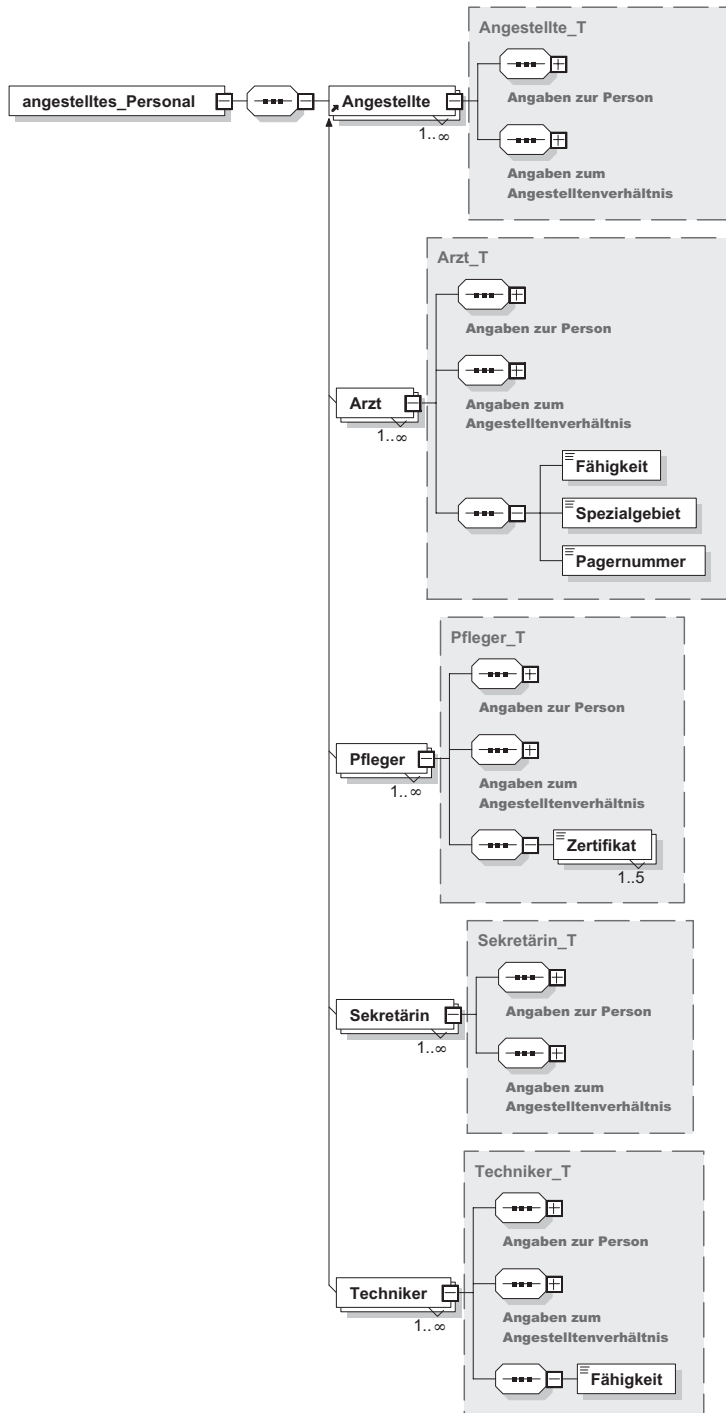 Angestellte_T
angestelltes_Personal
Angestellte
1..∞
Angaben zur Person
Angaben zum
Angestelltenverhältnis
Arzt_T
Angaben zur Person
Arzt
1..∞
Angaben zum
Angestelltenverhältnis
Fähigkeit
Spezialgebiet
Pagernummer
Pfleger_T
Angaben zur Person
Pfleger
1..∞
Angaben zum
Angestelltenverhältnis
Zertifikat
1..5
Sekretärin_T
Angaben zur Person
Sekretärin
1..∞
Angaben zum
Angestelltenverhältnis
Techniker_T
Angaben zur Person
Techniker
1..∞
Angaben zum
Angestelltenverhältnis
Fähigkeit